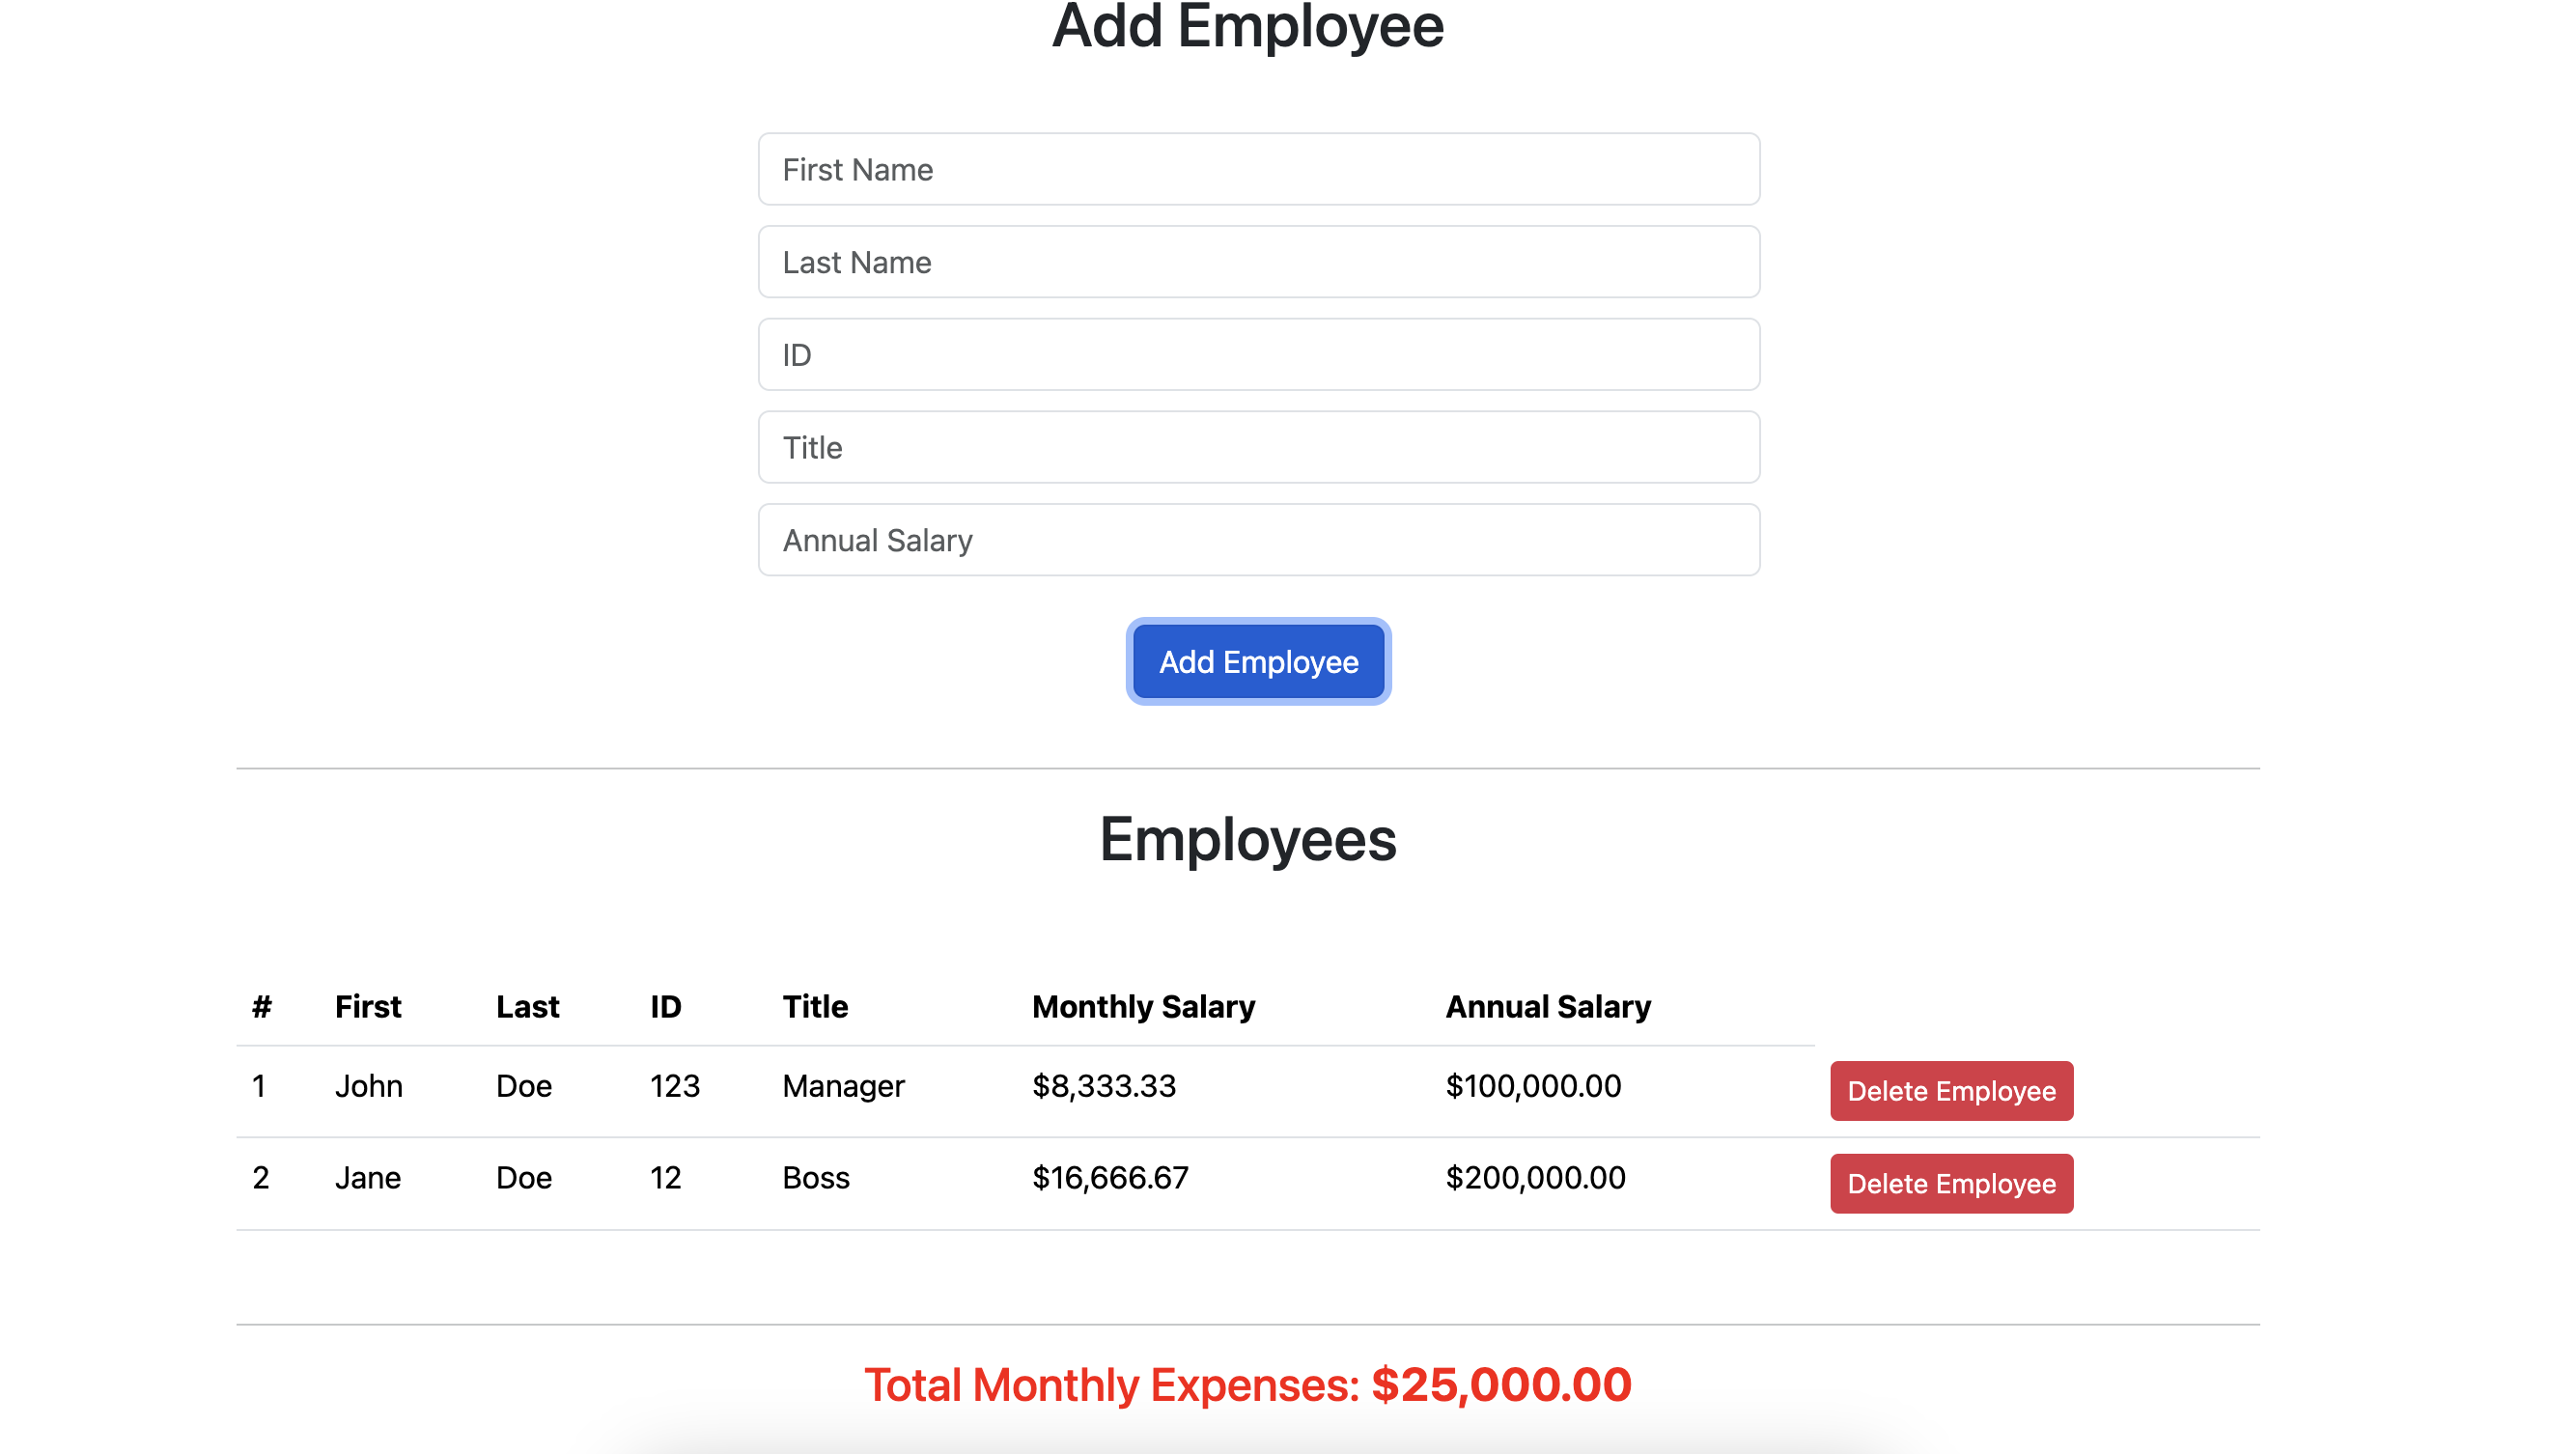 Add Employee
First Name
Last Name
ID
Title
Annual Salary
Add Employee
Employees
# First Last ID Title Monthly Salary Annual Salary
1 John Doe 123 Manager $8,333.33 $100,000.00 Delete Employee
2 Jane Doe 12 Boss $16,666.67 $200,000.00 Delete Employee
Total Monthly Expenses: $25,000.00